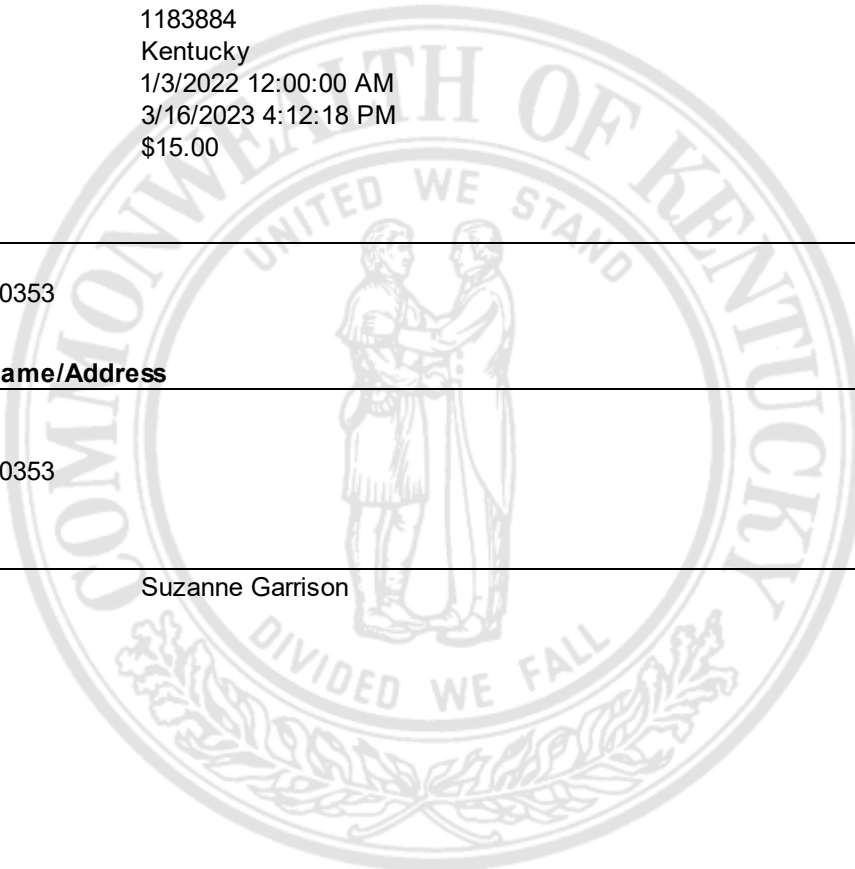 1183884
Kentucky
1/3/2022 12:00:00 AM
3/16/2023 4:12:18 PM
$15.00
COMMONWEALTH OF KENTUCKY
UNITED WE STAND
0353
ame/Address
0353
Suzanne Garrison
DIVIDED WE FALL